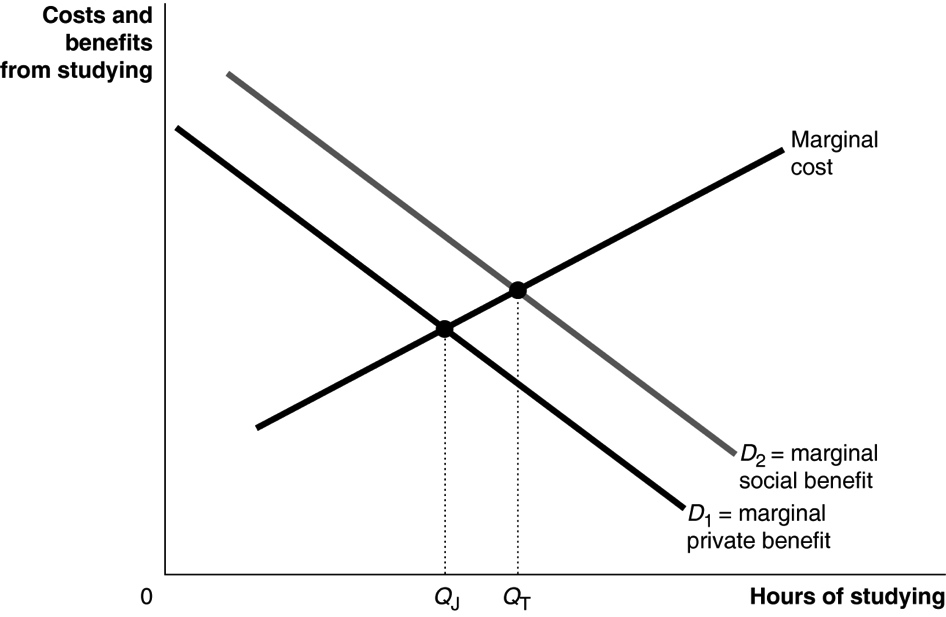 Costs and
benefits
from studying
Marginal
cost
D2 = marginal
social benefit
D1 = marginal
private benefit
0
QJ
QT
Hours of studying